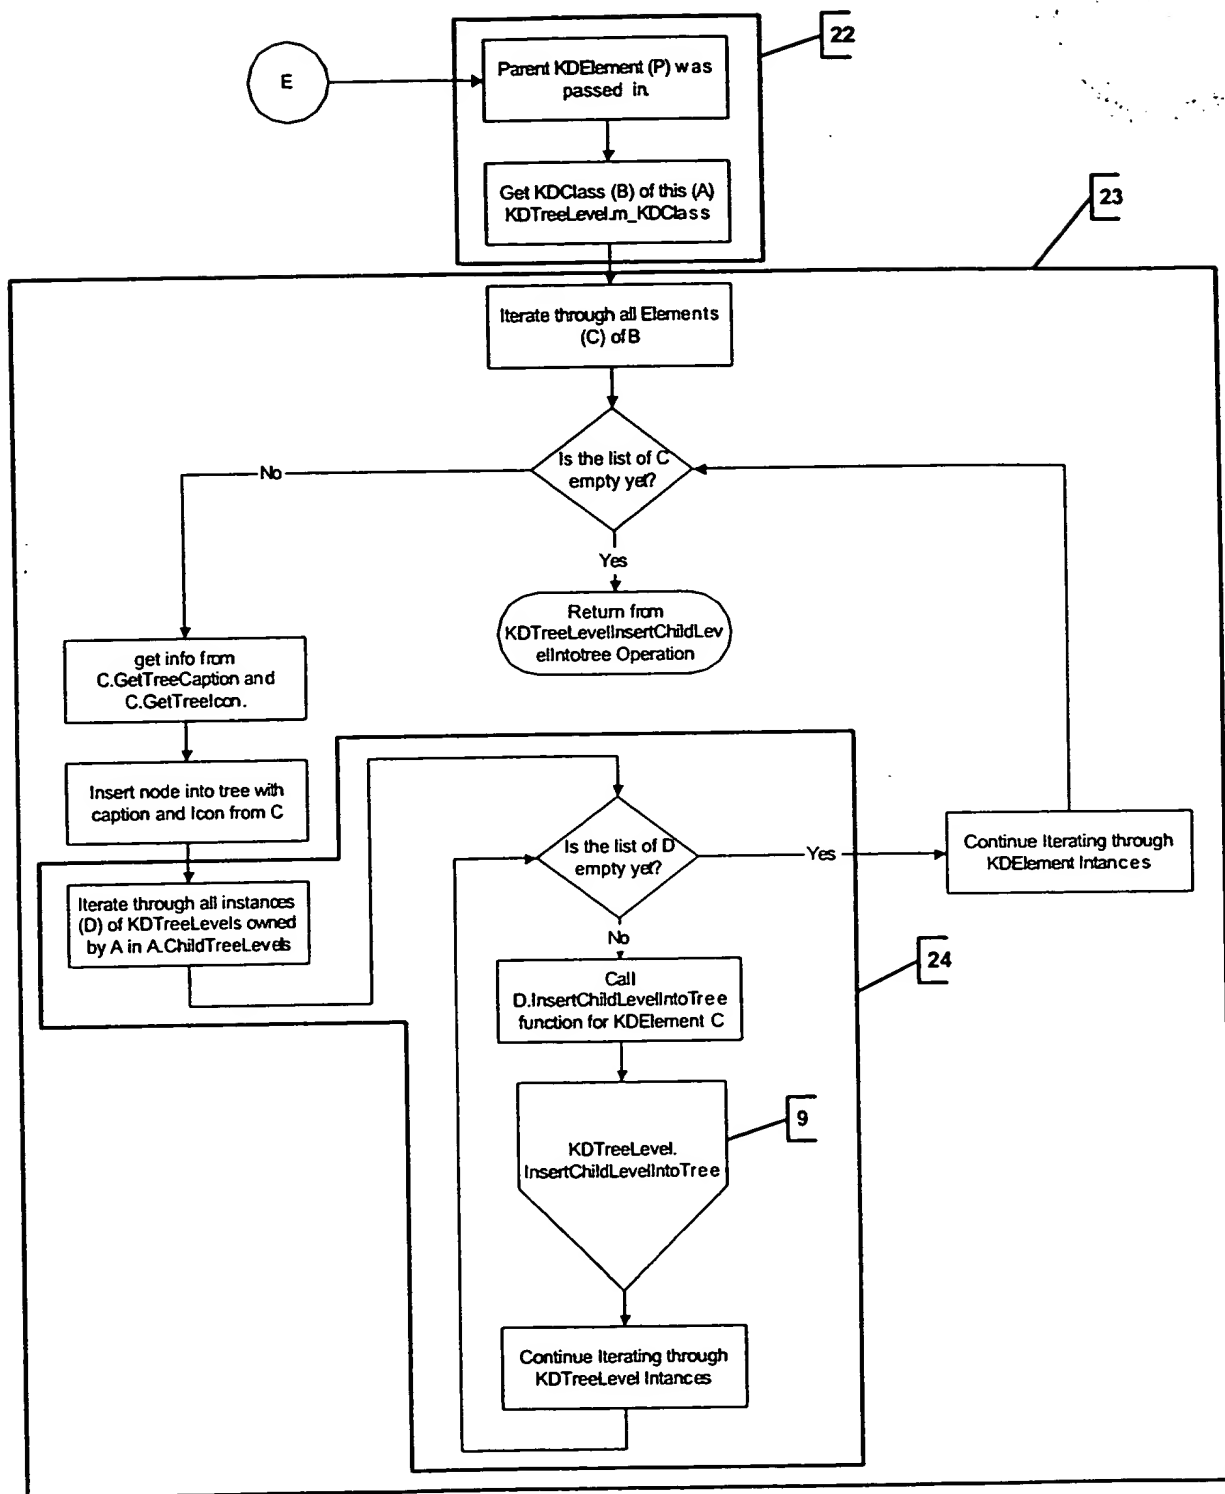 22
E
Parent KDElement (P) was
passed in.
Get KDClass (B) of this (A)
KDTreeLevel.m_KDClass
23
Iterate through all Elements
(C) of B
Is the list of C
empty yet?
No
Yes
Return from
KDTreeLevelInsertChildLev
elIntotree Operation
get info from
C.GetTreeCaption and
C.GetTreeIcon.
Insert node into tree with
caption and Icon from C
Is the list of D
empty yet?
Yes
Continue Iterating through
KDElement Intances
Iterate through all instances
(D) of KDTreeLevels owned
by A in A.ChildTreeLevels
No
24
Call
D.InsertChildLevelIntoTree
function for KDElement C
9
KDTreeLevel.
InsertChildLevelIntoTree
Continue Iterating through
KDTreeLevel Intances